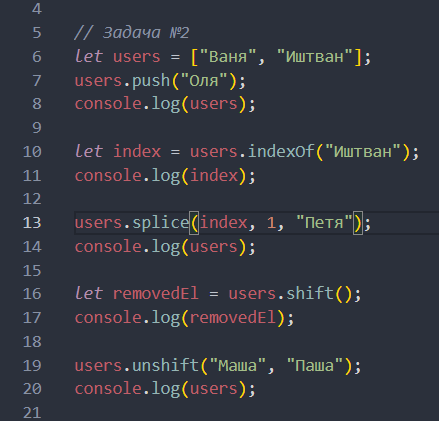 4
5 // Задача №2
6 let users = ["Ваня", "Иштван"];
7 users.push("Оля");
8 console.log(users);
9
10 let index = users.indexOf("Иштван");
11 console.log(index);
12
13 users.splice(index, 1, "Петя");
14 console.log(users);
15
16 let removedEl = users.shift();
17 console.log(removedEl);
18
19 users.unshift("Маша", "Паша");
20 console.log(users);
21